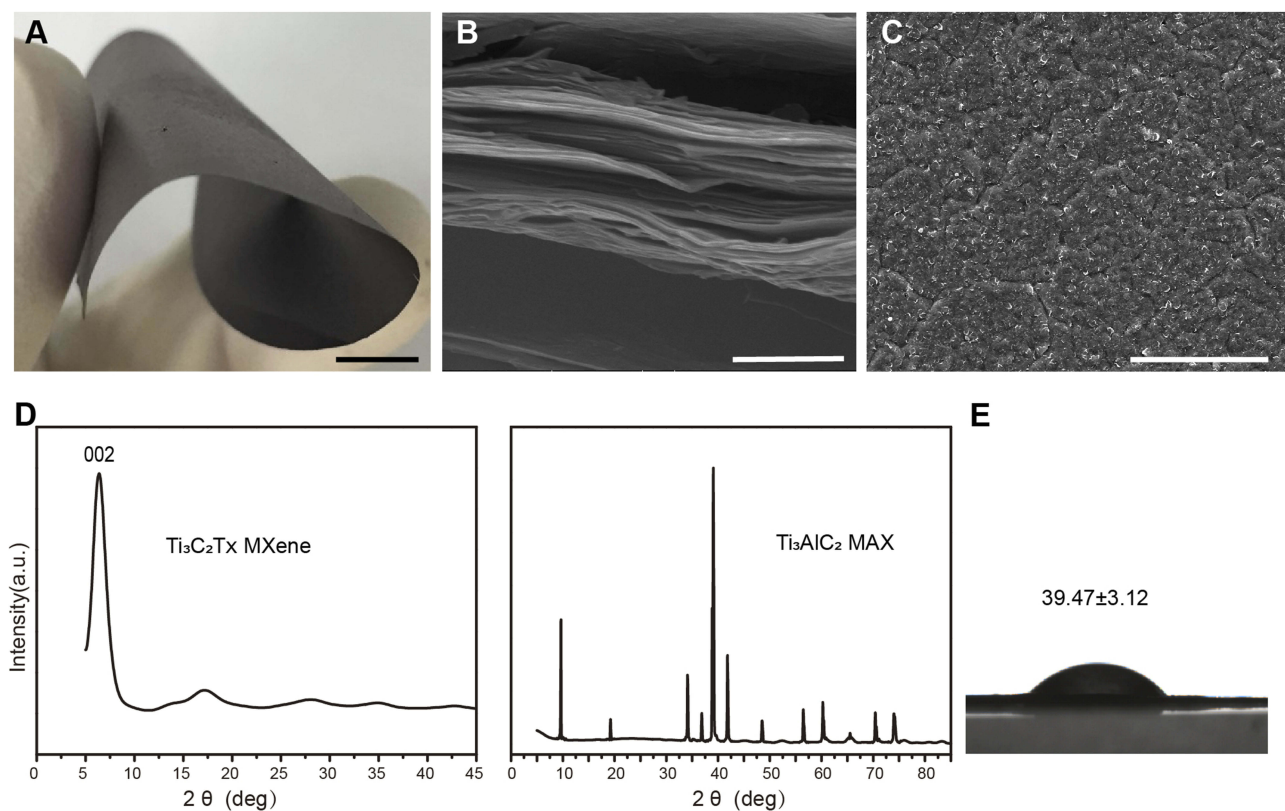 A
B
C
D
E
002
Ti₃C₂Tx MXene
Intensity(a.u.)
0 5 10 15 20 25 30 35 40 45
2 θ (deg)
Ti₃AlC₂ MAX
0 10 20 30 40 50 60 70 80
2 θ (deg)
39.47±3.12